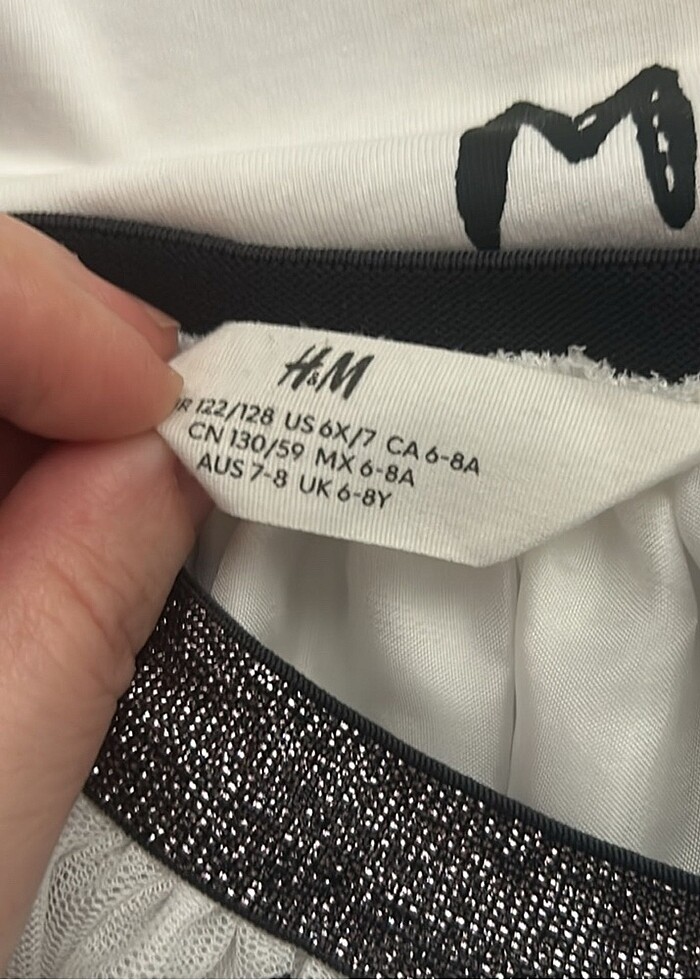 M
H&M
122/128 US 6X/7 CA 6-8A
CN 130/59 MX 6-8A
AUS 7-8 UK 6-8Y